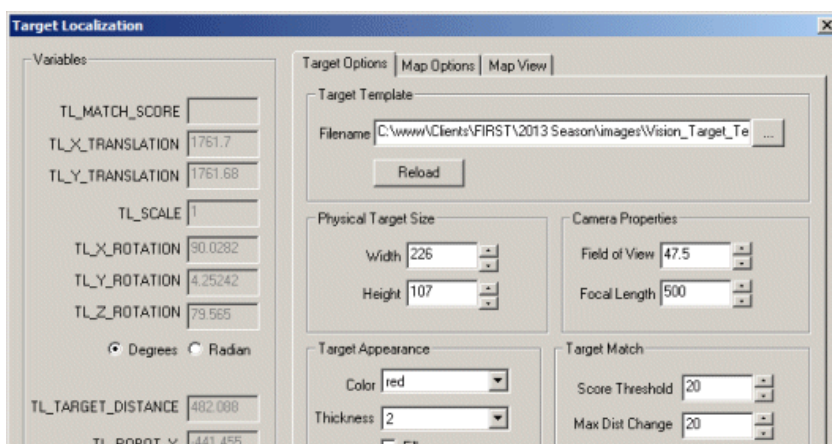 Target Localization
Variables
TL_MATCH_SCORE
TL_X_TRANSLATION 1761.7
TL_Y_TRANSLATION 1761.68
TL_SCALE 1
TL_X_ROTATION 90.0282
TL_Y_ROTATION 4.25242
TL_Z_ROTATION 79.565
Degrees Radian
TL_TARGET_DISTANCE 482.088
TL_ROBOT_X -441.455
Target Options Map Options Map View
Target Template
Filename C:\www\Clients\FIRST\2013 Season\images\Vision_Target_Te ...
Reload
Physical Target Size
Width 226
Height 107
Camera Properties
Field of View 47.5
Focal Length 500
Target Appearance
Color red
Thickness 2
Target Match
Score Threshold 20
Max Dist Change 20